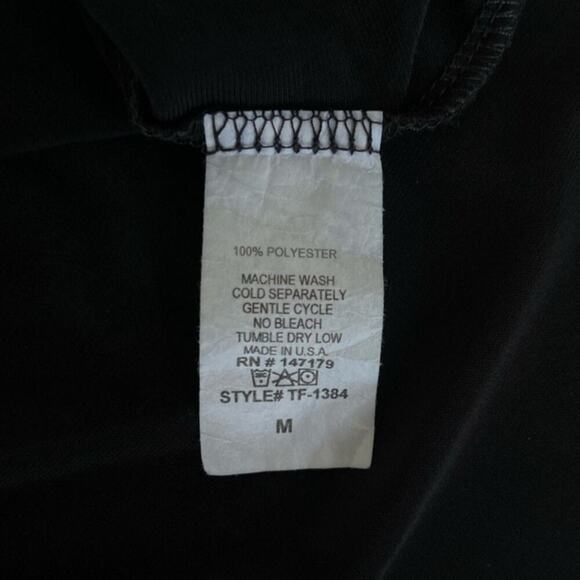 100% POLYESTER
MACHINE WASH
COLD SEPARATELY
GENTLE CYCLE
NO BLEACH
TUMBLE DRY LOW
MADE IN U.S.A.
RN # 147179
STYLE# TF-1384
M